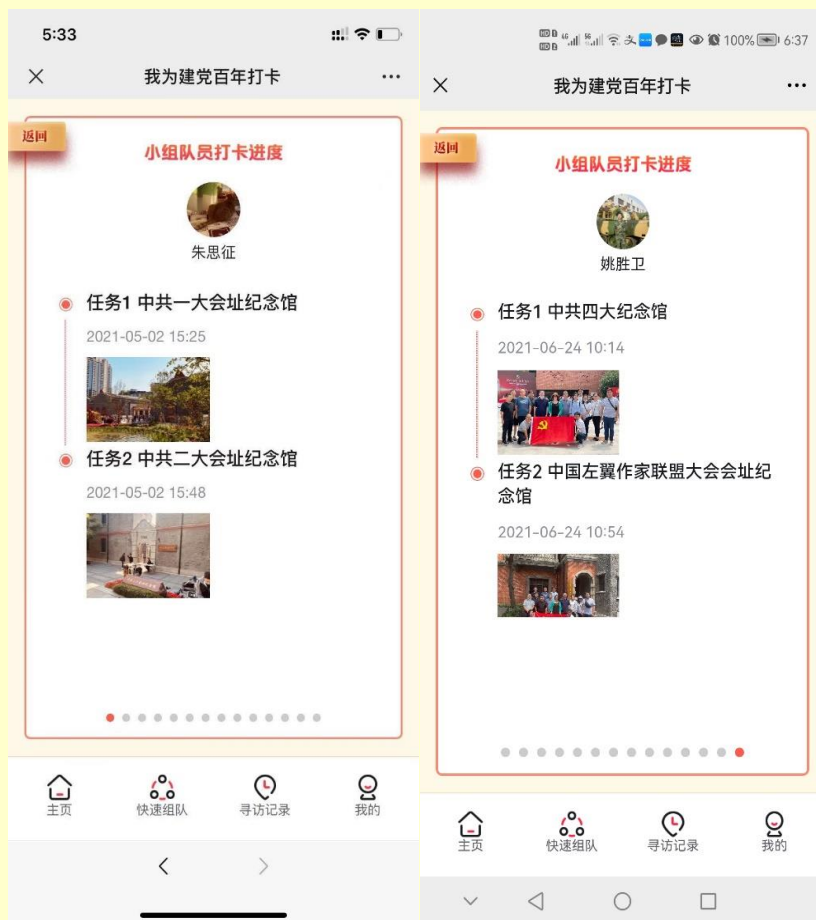 5:33
我为建党百年打卡
返回
小组队员打卡进度
朱思征
任务1 中共一大会址纪念馆
2021-05-02 15:25
任务2 中共二大会址纪念馆
2021-05-02 15:48
主页
快速组队
寻访记录
我的
100%
6:37
我为建党百年打卡
返回
小组队员打卡进度
姚胜卫
任务1 中共四大纪念馆
2021-06-24 10:14
任务2 中国左翼作家联盟大会会址纪
念馆
2021-06-24 10:54
主页
快速组队
寻访记录
我的